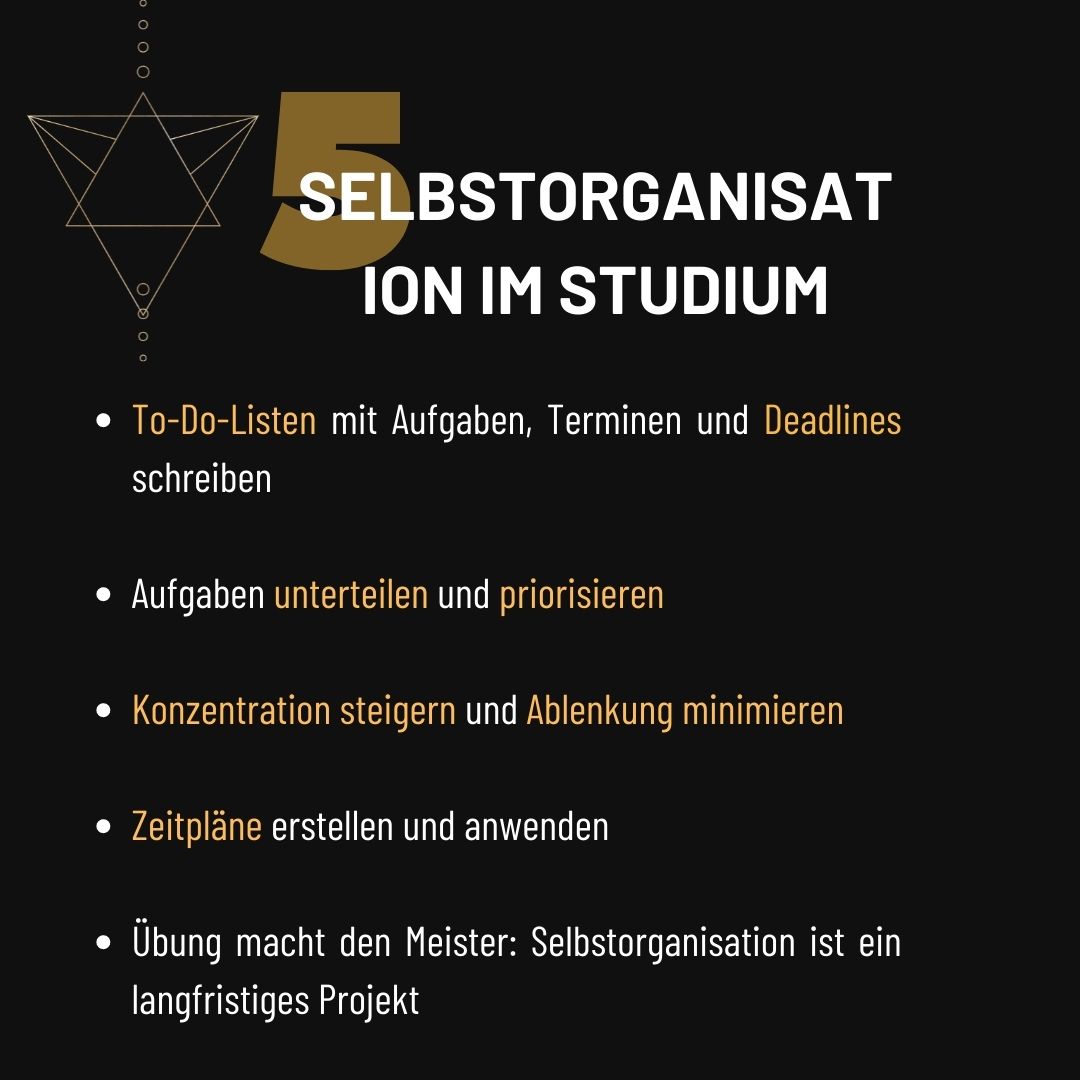 5
SELBSTORGANISAT
ION IM STUDIUM
• To-Do-Listen mit Aufgaben, Terminen und Deadlines
schreiben
• Aufgaben unterteilen und priorisieren
• Konzentration steigern und Ablenkung minimieren
• Zeitpläne erstellen und anwenden
• Übung macht den Meister: Selbstorganisation ist ein
langfristiges Projekt